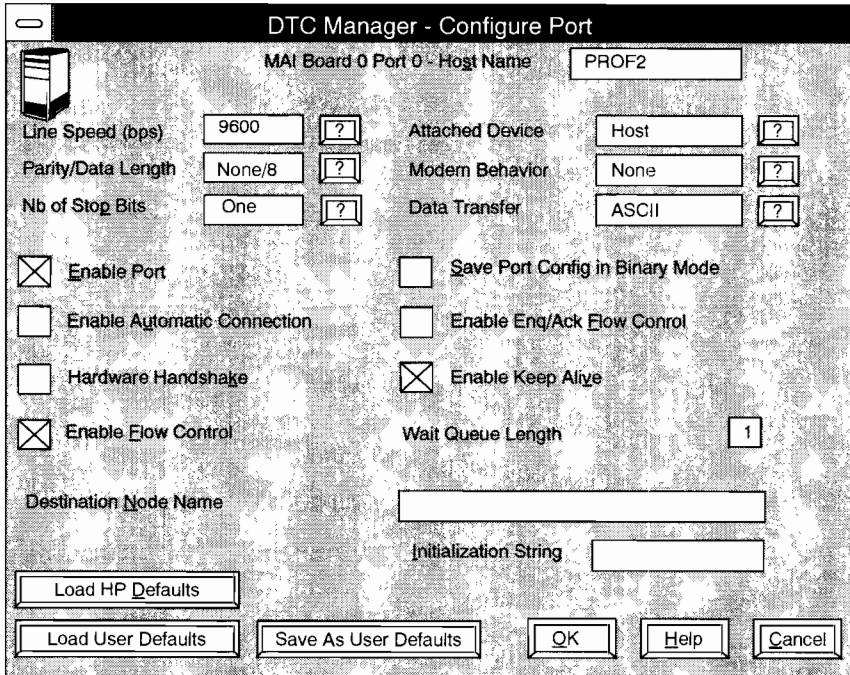 DTC Manager - Configure Port
MAI Board 0 Port 0 - Host Name PROF2
Line Speed (bps) 9600 ? Attached Device Host ?
Parity/Data Length None/8 ? Modem Behavior None ?
Nb of Stop Bits One ? Data Transfer ASCII ?
Enable Port Save Port Config in Binary Mode
Enable Automatic Connection Enable Enq/Ack Flow Conrol
Hardware Handshake Enable Keep Alive
Enable Flow Control Wait Queue Length 1
Destination Node Name
Initialization String
Load HP Defaults
Load User Defaults Save As User Defaults OK Help Cancel